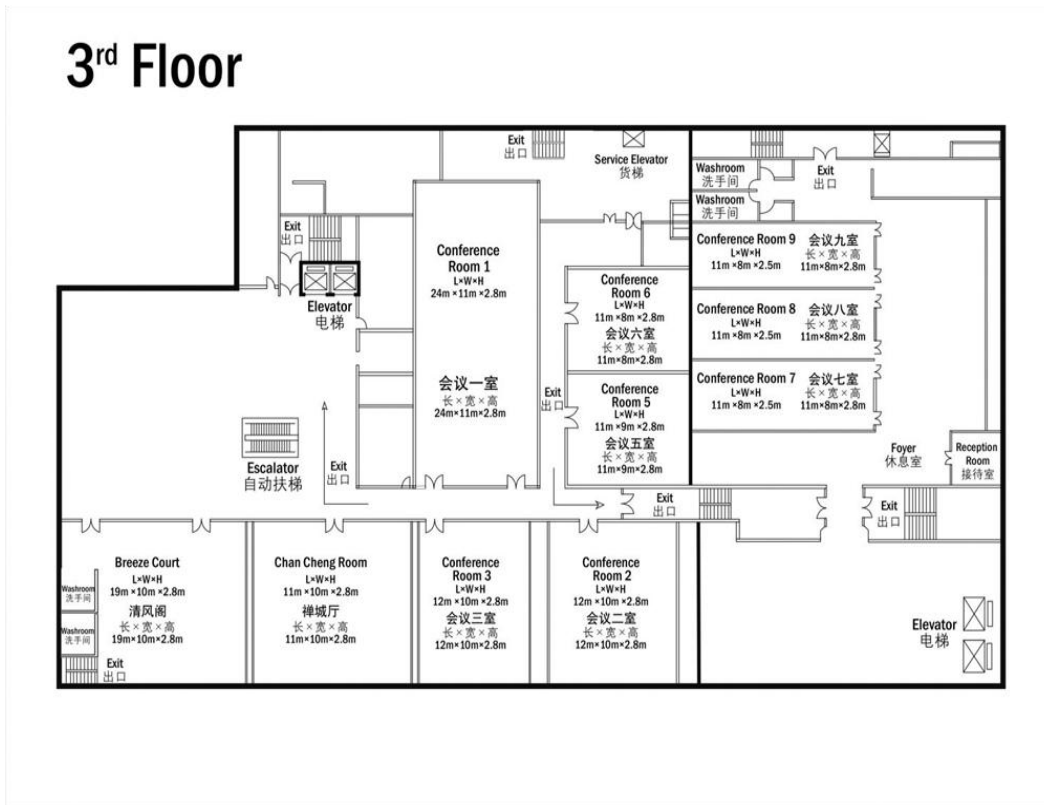 3rd Floor
Exit
出口
Service Elevator
货梯
Washroom
洗手间
Washroom
洗手间
Exit
出口
Exit
出口
Elevator
电梯
Conference
Room 1
L×W×H
24m ×11m ×2.8m
会议一室
长×宽×高
24m×11m×2.8m
Conference
Room 6
L×W×H
11m ×8m ×2.8m
会议六室
长×宽×高
11m×8m×2.8m
Conference Room 9
L×W×H
11m ×8m ×2.5m
会议九室
长×宽×高
11m×8m×2.8m
Conference Room 8
L×W×H
11m ×8m ×2.5m
会议八室
长×宽×高
11m×8m×2.8m
Conference Room 7
L×W×H
11m ×8m ×2.5m
会议七室
长×宽×高
11m×8m×2.8m
Exit
出口
Conference
Room 5
L×W×H
11m ×9m ×2.8m
会议五室
长×宽×高
11m×9m×2.8m
Escalator
自动扶梯
Exit
出口
Foyer
休息室
Reception
Room
接待室
Exit
出口
Exit
出口
Breeze Court
L×W×H
19m ×10m ×2.8m
清风阁
长×宽×高
19m×10m×2.8m
Washroom
洗手间
Washroom
洗手间
Exit
出口
Chan Cheng Room
L×W×H
11m ×10m ×2.8m
禅城厅
长×宽×高
11m×10m×2.8m
Conference
Room 3
L×W×H
12m ×10m ×2.8m
会议三室
长×宽×高
12m×10m×2.8m
Conference
Room 2
L×W×H
12m ×10m ×2.8m
会议二室
长×宽×高
12m×10m×2.8m
Elevator
电梯